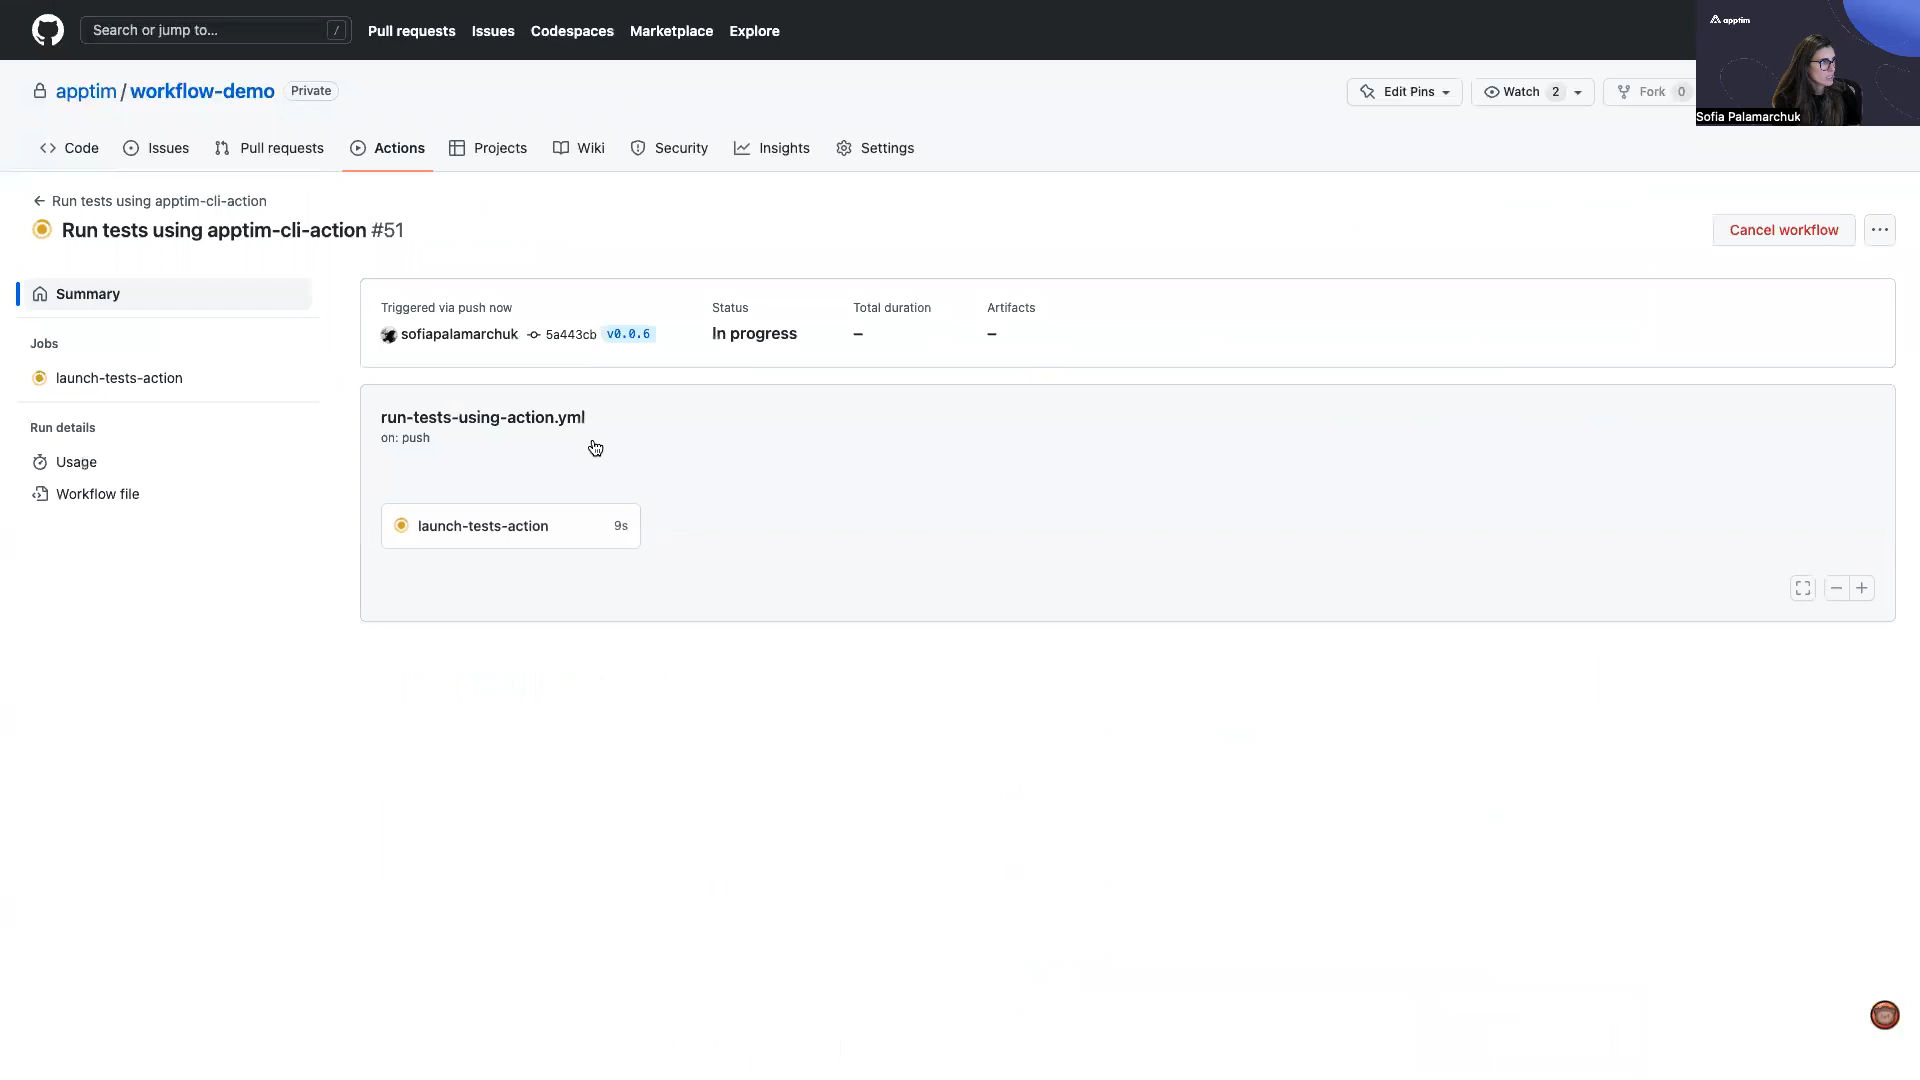 Search or jump to... /
Pull requests Issues Codespaces Marketplace Explore
apptim
Sofia Palamarchuk
apptim / workflow-demo Private
Edit Pins Watch 2 Fork 0
Code Issues Pull requests Actions Projects Wiki Security Insights Settings
Run tests using apptim-cli-action
Run tests using apptim-cli-action #51
Cancel workflow
Summary
Jobs
launch-tests-action
Run details
Usage
Workflow file
Triggered via push now Status Total duration Artifacts
sofiapalamarchuk 5a443cb v0.0.6 In progress – –
run-tests-using-action.yml
on: push
launch-tests-action 9s